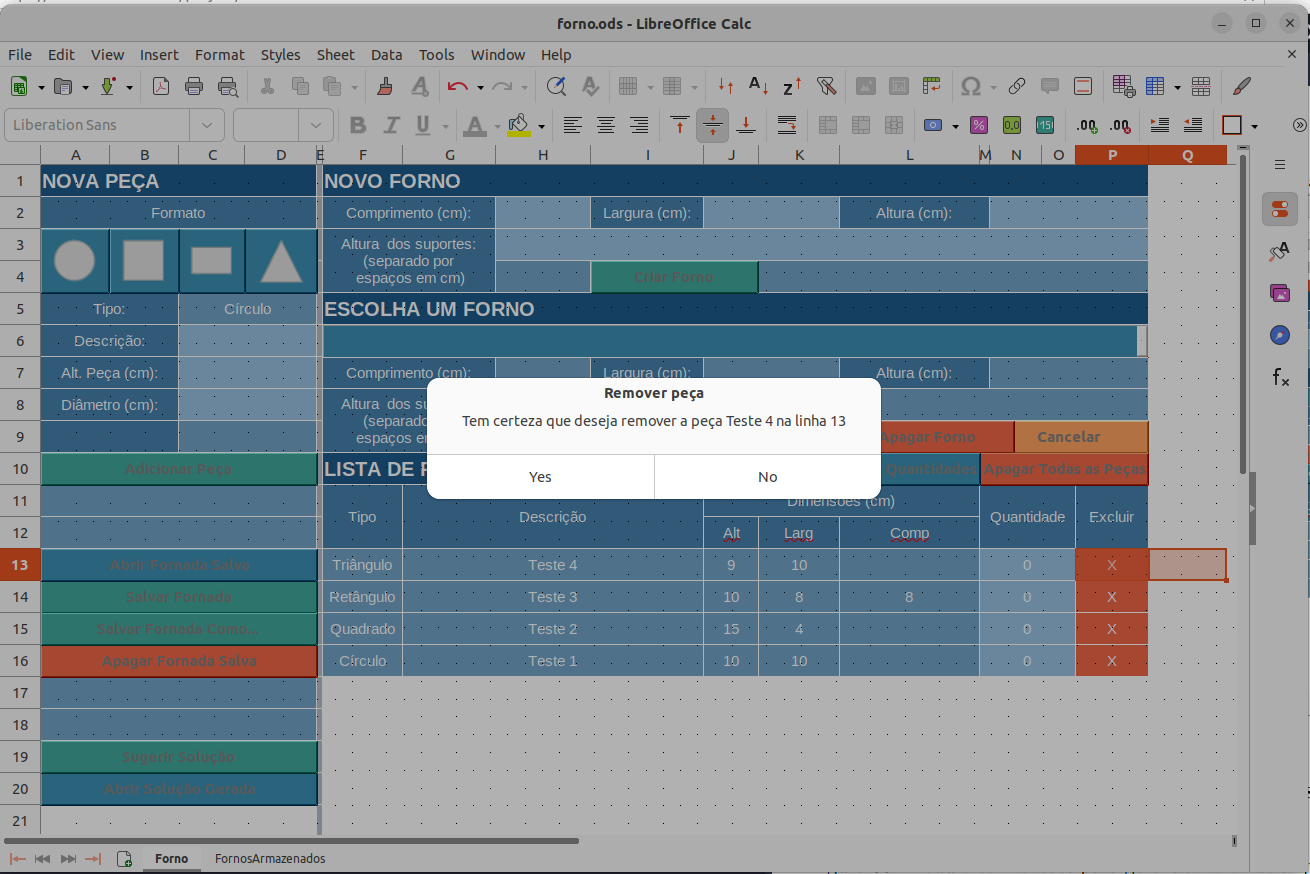 forno.ods - LibreOffice Calc
File Edit View Insert Format Styles Sheet Data Tools Window Help
Liberation Sans
A B C D E F G H I J K L M N O P Q
1 NOVA PEÇA NOVO FORNO
2 Formato Comprimento (cm): Largura (cm): Altura (cm):
3 Altura dos suportes:
(separado por
4 espaços em cm) Criar Forno
5 Tipo: Círculo ESCOLHA UM FORNO
6 Descrição:
7 Alt. Peça (cm): Comprimento (cm): Largura (cm): Altura (cm):
8 Diâmetro (cm): Altura dos su
(separado
9 espaços e Apagar Forno Cancelar
Remover peça
Tem certeza que deseja remover a peça Teste 4 na linha 13
Yes No
10 Adicionar Peça LISTA DE Quantidades Apagar Todas as Peças
11 Tipo Descrição Dimensões (cm) Quantidade Excluir
12 Alt Larg Comp
13 Abrir Fornada Salva Triângulo Teste 4 9 10 0 X
14 Salvar Fornada Retângulo Teste 3 10 8 8 0 X
15 Salvar Fornada Como... Quadrado Teste 2 15 4 0 X
16 Apagar Fornada Salva Círculo Teste 1 10 10 0 X
17
18
19 Sugerir Solução
20 Abrir Solução Gerada
21
Forno FornosArmazenados